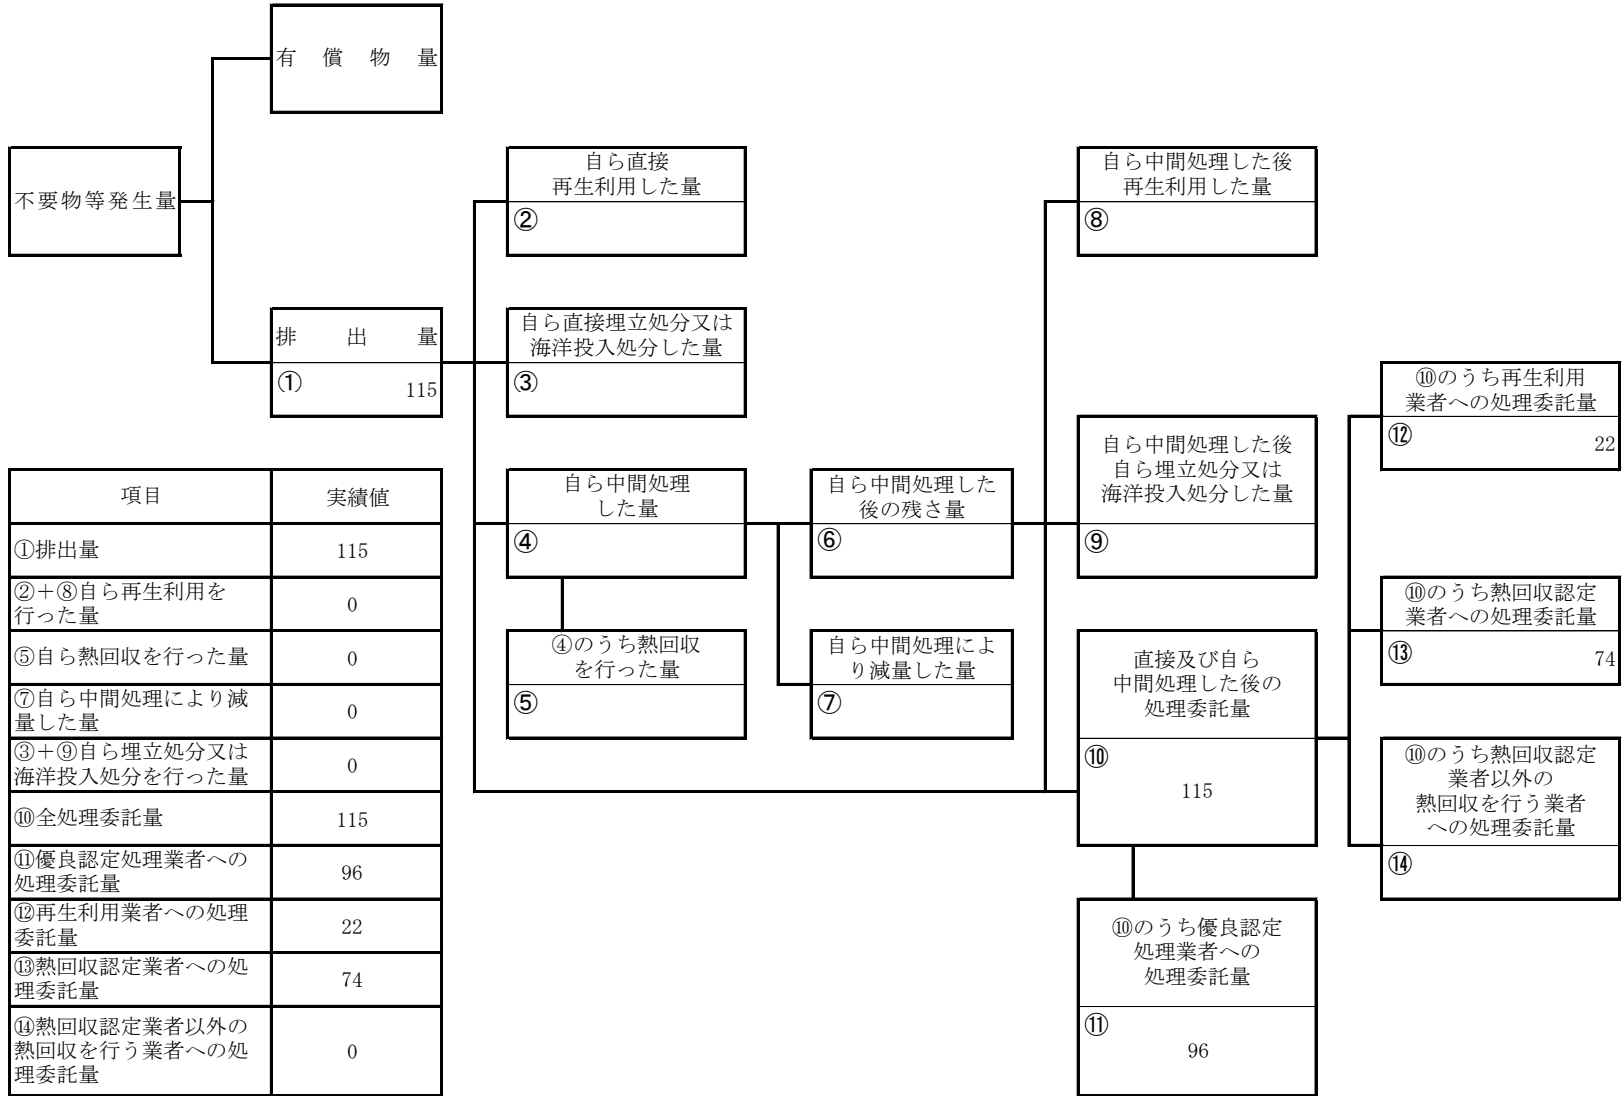 有償物量
不要物等発生量
自ら直接
再生利用した量
②
自ら中間処理した後
再生利用した量
⑧
排出量
①
115
自ら直接埋立処分又は
海洋投入処分した量
③
⑩のうち再生利用
業者への処理委託量
⑫
22
自ら中間処理
した量
④
自ら中間処理した
後の残さ量
⑥
自ら中間処理した後
自ら埋立処分又は
海洋投入処分した量
⑨
④のうち熱回収
を行った量
⑤
自ら中間処理によ
り減量した量
⑦
直接及び自ら
中間処理した後の
処理委託量
⑩
115
⑩のうち熱回収認定
業者への処理委託量
⑬
74
⑩のうち熱回収認定
業者以外の
熱回収を行う業者
への処理委託量
⑭
⑩のうち優良認定
処理業者への
処理委託量
⑪
96
項目 実績値
①排出量 115
②+⑧自ら再生利用を
行った量 0
⑤自ら熱回収を行った量 0
⑦自ら中間処理により減
量した量 0
③+⑨自ら埋立処分又は
海洋投入処分を行った量 0
⑩全処理委託量 115
⑪優良認定処理業者への
処理委託量 96
⑫再生利用業者への処理
委託量 22
⑬熱回収認定業者への処
理委託量 74
⑭熱回収認定業者以外の
熱回収を行う業者への処
理委託量 0